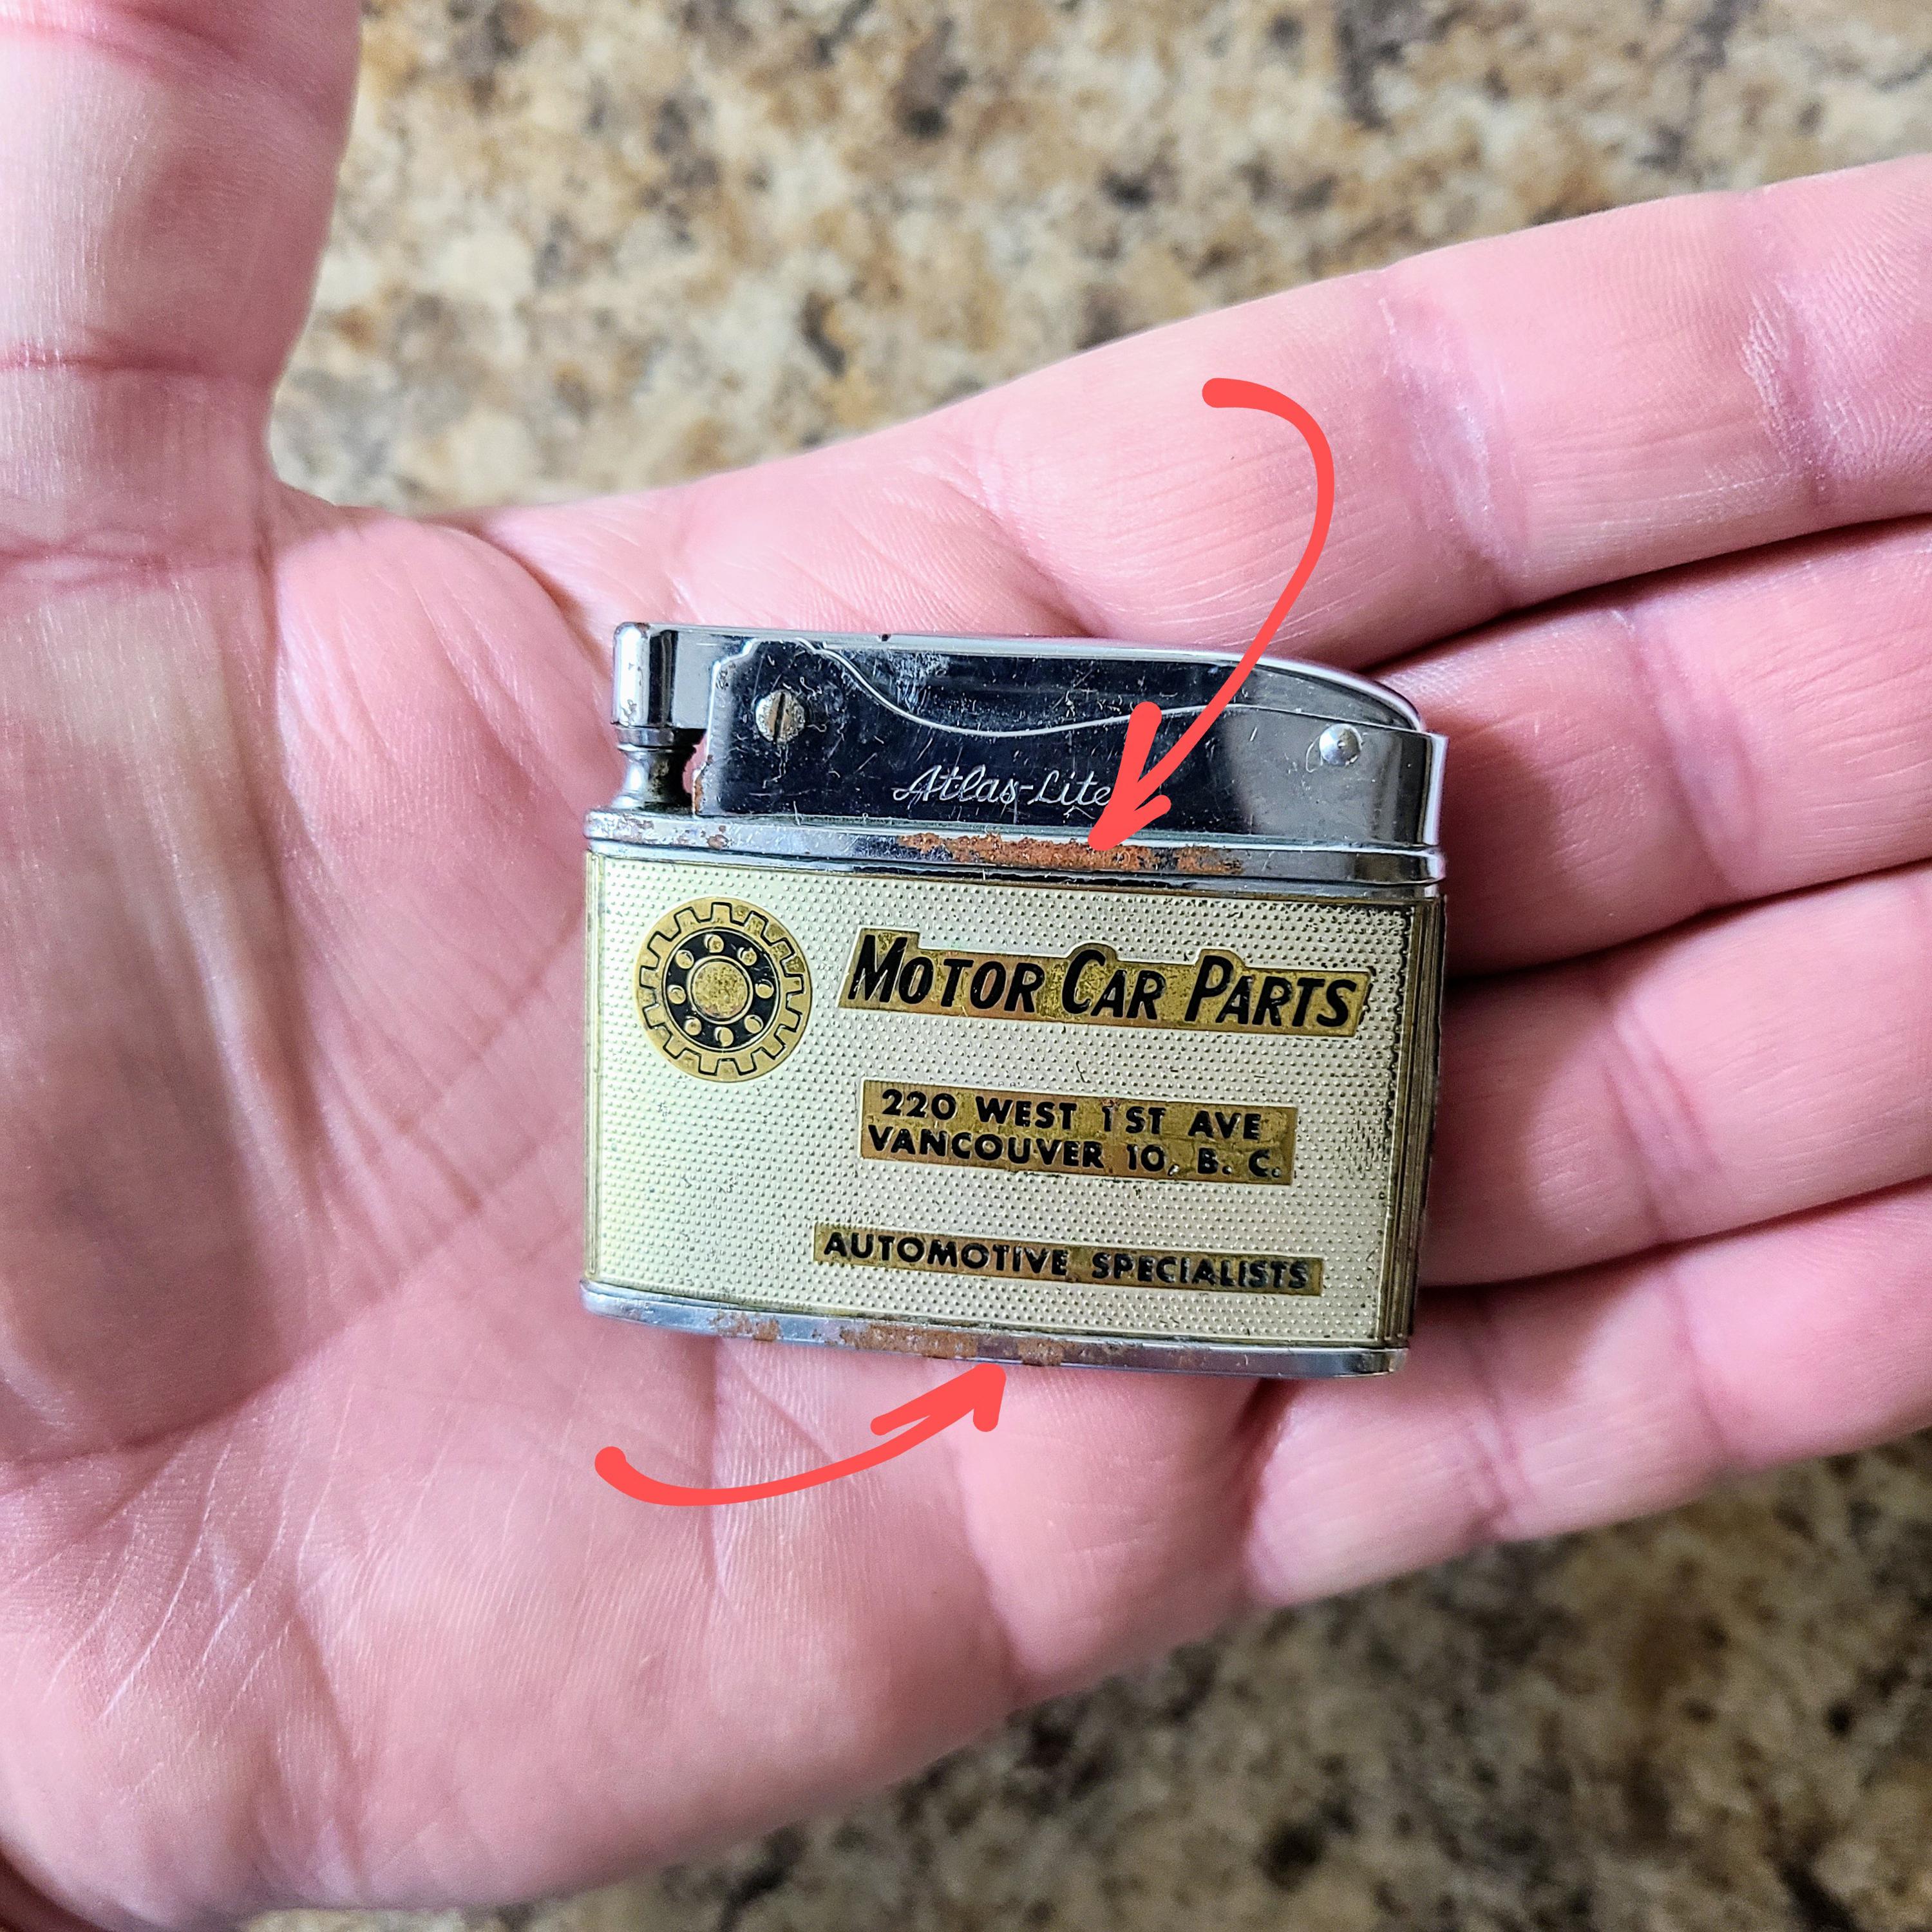 Atlas-Lite
MOTOR CAR PARTS
220 WEST 1ST AVE
VANCOUVER 10, B. C.
AUTOMOTIVE SPECIALISTS